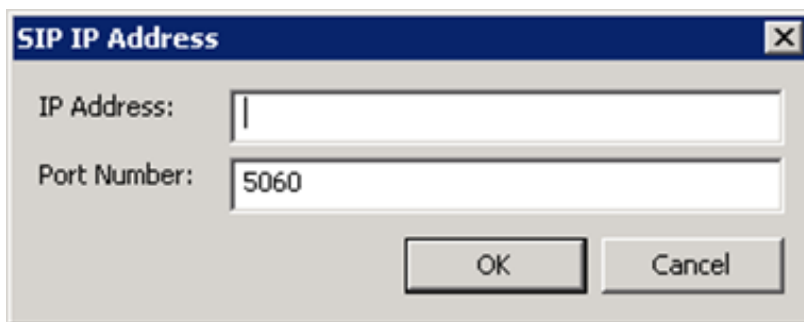 SIP IP Address
IP Address:
Port Number: 5060
OK Cancel